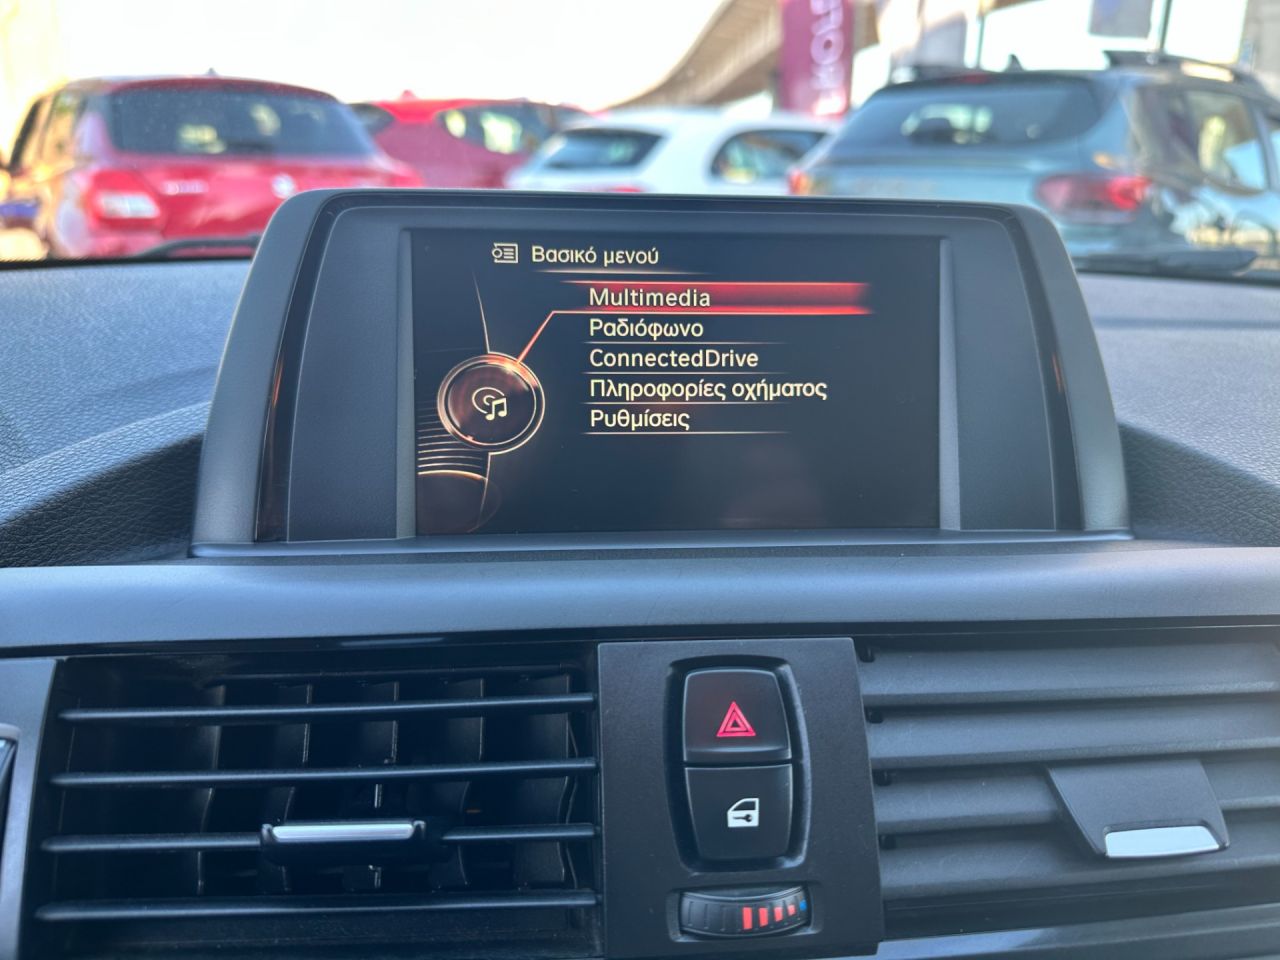 Βασικό μενού
Multimedia
Ραδιόφωνο
ConnectedDrive
Πληροφορίες οχήματος
Ρυθμίσεις